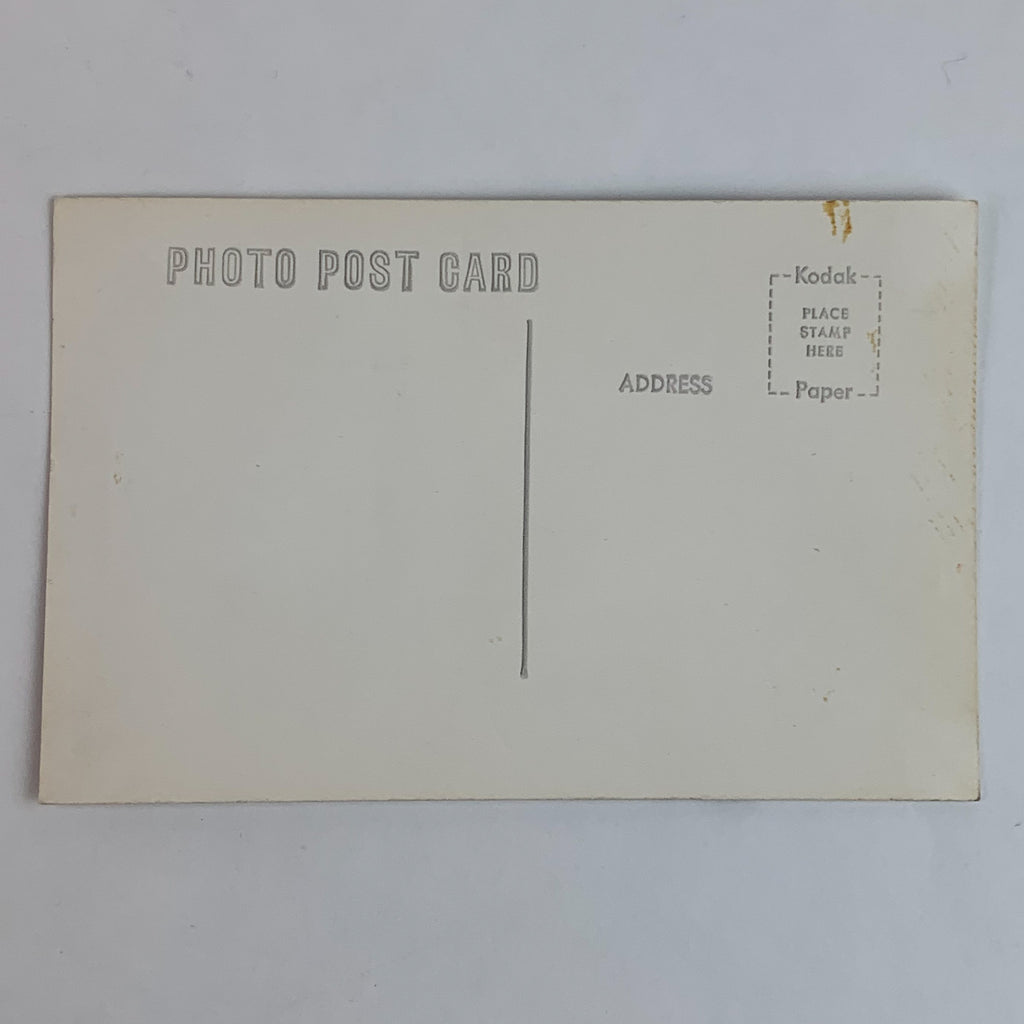 PHOTO POST CARD
Kodak
PLACE
STAMP
HERE
Paper
ADDRESS